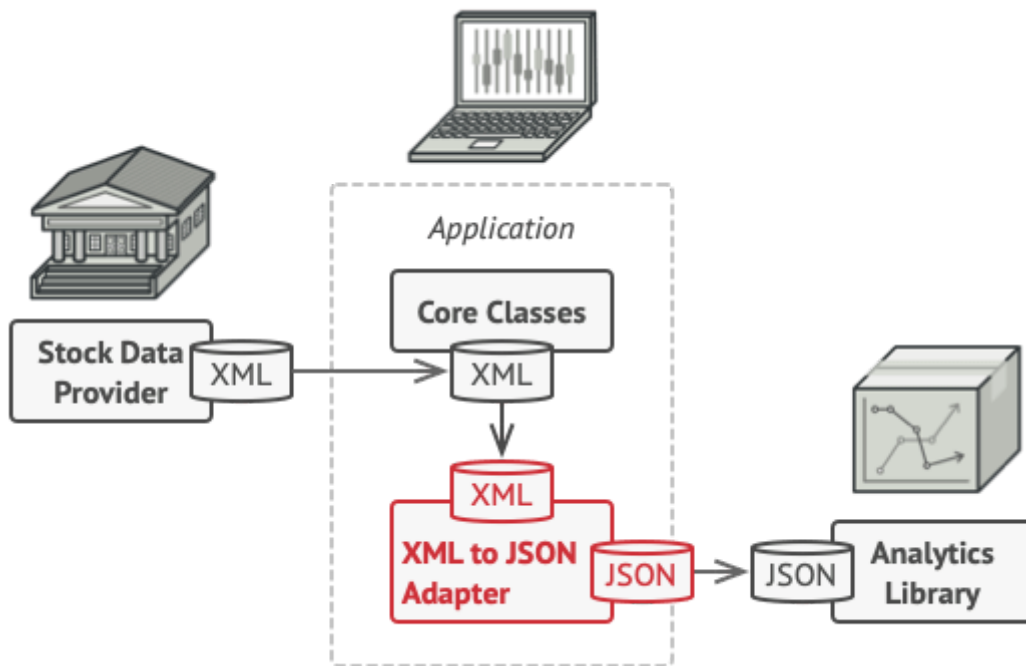 Application
Core Classes
Stock Data
Provider
XML
XML
XML
XML to JSON
Adapter
JSON
JSON
Analytics
Library